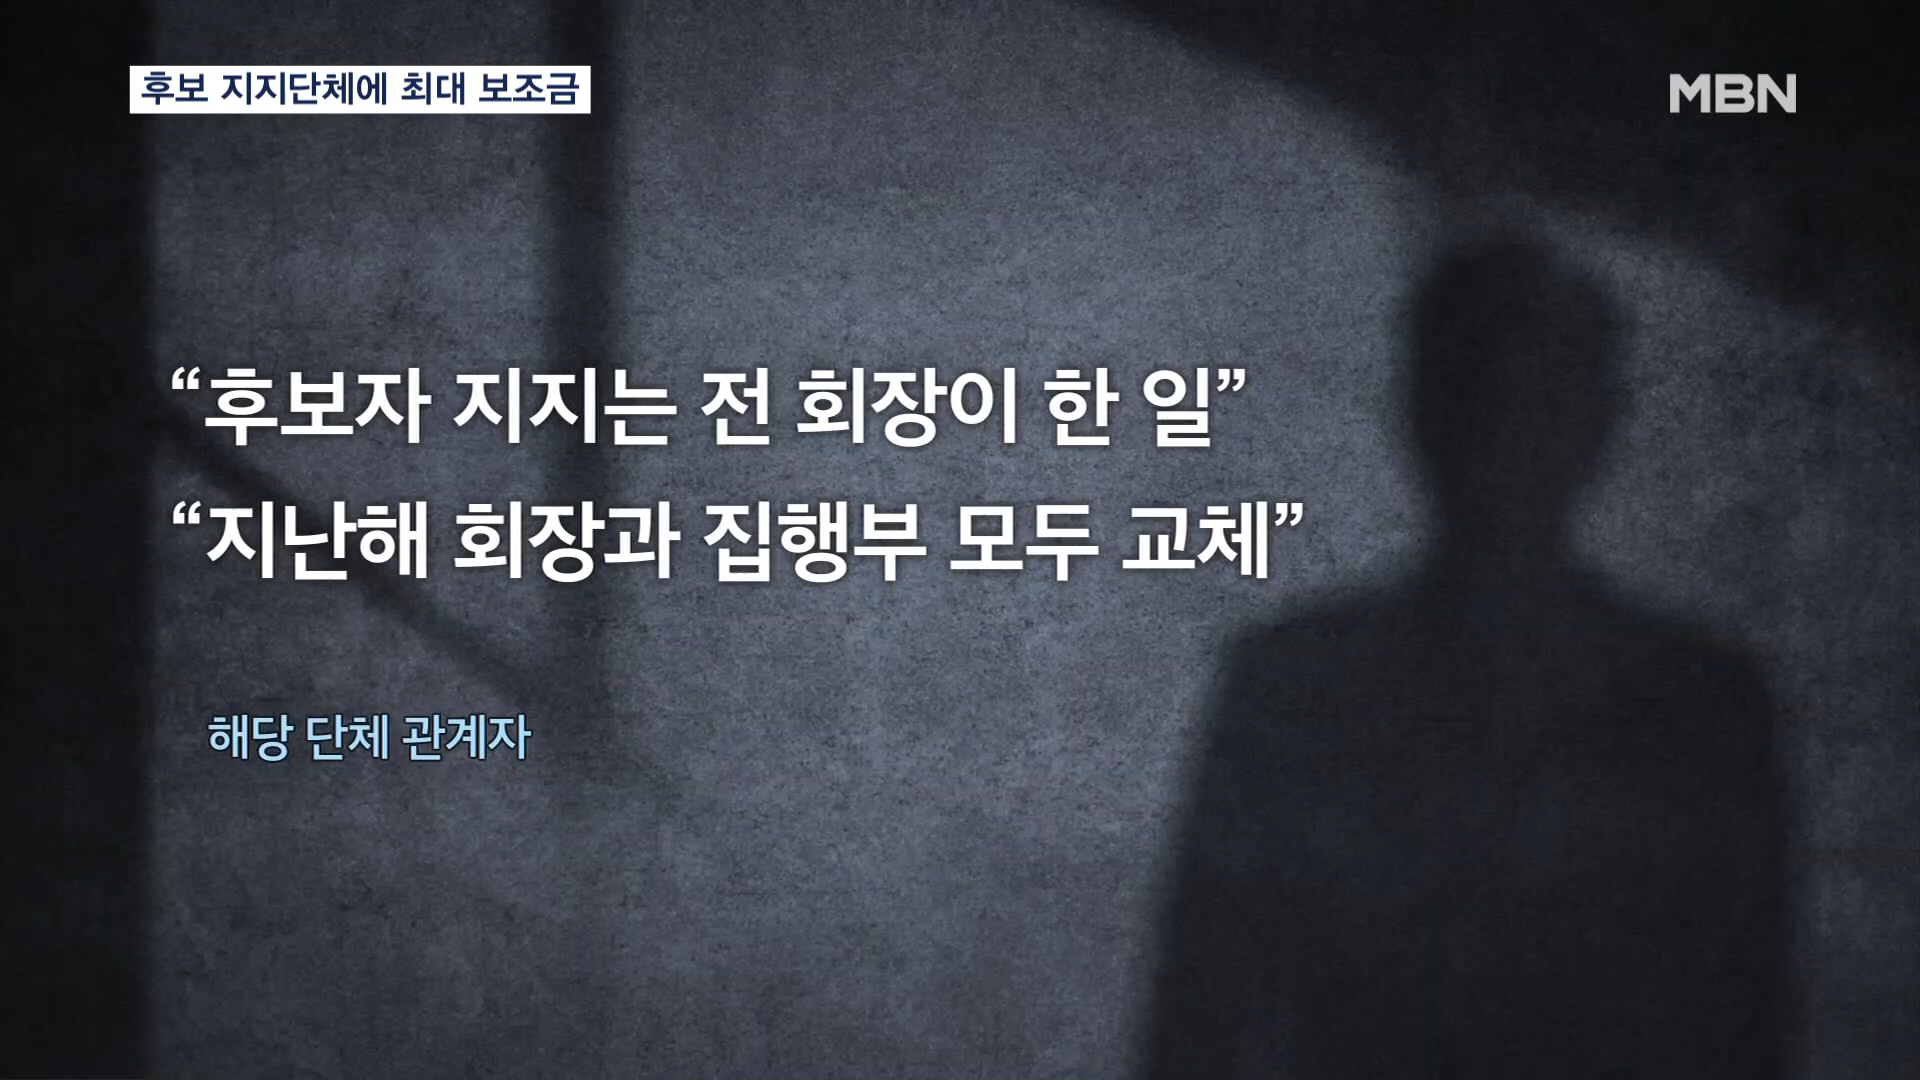 후보 지지단체에 최대 보조금
MBN
“후보자 지지는 전 회장이 한 일”
“지난해 회장과 집행부 모두 교체”
해당 단체 관계자